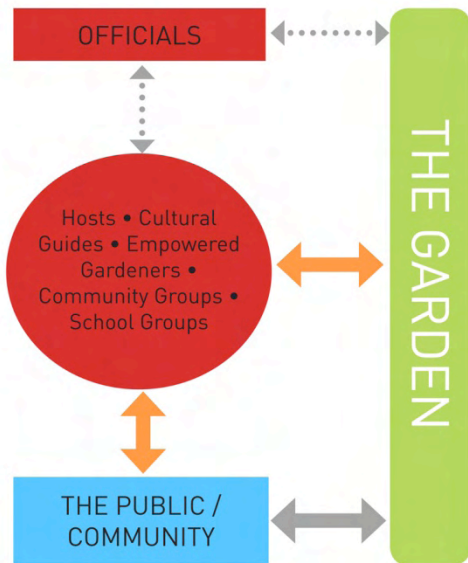 OFFICIALS
Hosts • Cultural
Guides • Empowered
Gardeners •
Community Groups •
School Groups
THE PUBLIC /
COMMUNITY
THE GARDEN